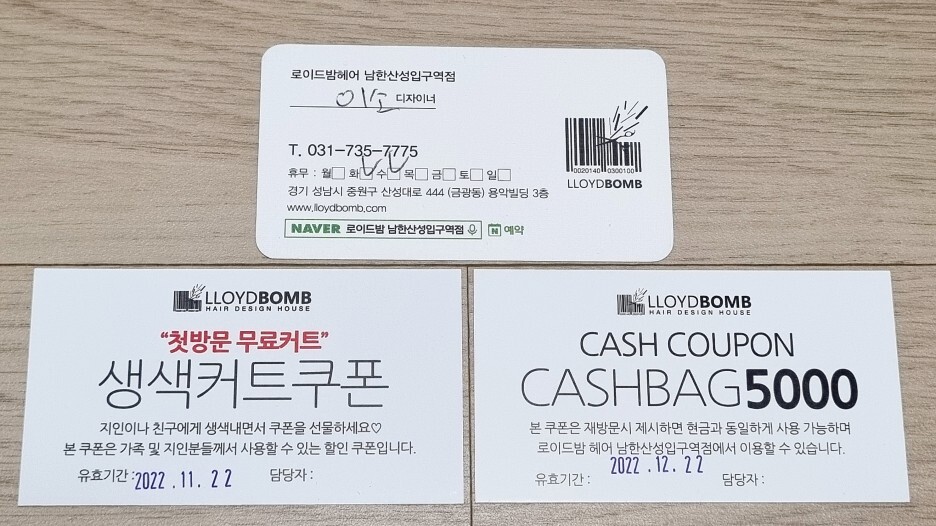 로이드밤헤어 남한산성입구역점
이소 디자이너
T. 031-735-7775
휴무 : 월□ 화□ 수□ 목□ 금□ 토□ 일□
경기 성남시 중원구 산성대로 444 (금광동) 용악빌딩 3층
www.lloydbomb.com
NAVER 로이드밤 남한산성입구역점 N 예약
0020140 0300100
LLOYDBOMB
LLOYDBOMB
HAIR DESIGN HOUSE
“첫방문 무료커트”
생색커트쿠폰
지인이나 친구에게 생색내면서 쿠폰을 선물하세요♡
본 쿠폰은 가족 및 지인분들께서 사용할 수 있는 할인 쿠폰입니다.
유효기간 : 2022.11.22 담당자 :
LLOYDBOMB
HAIR DESIGN HOUSE
CASH COUPON
CASHBAG5000
본 쿠폰은 재방문시 제시하면 현금과 동일하게 사용 가능하며
로이드밤 헤어 남한산성입구역점에서 이용할 수 있습니다.
유효기간 : 2022.12.22 담당자 :